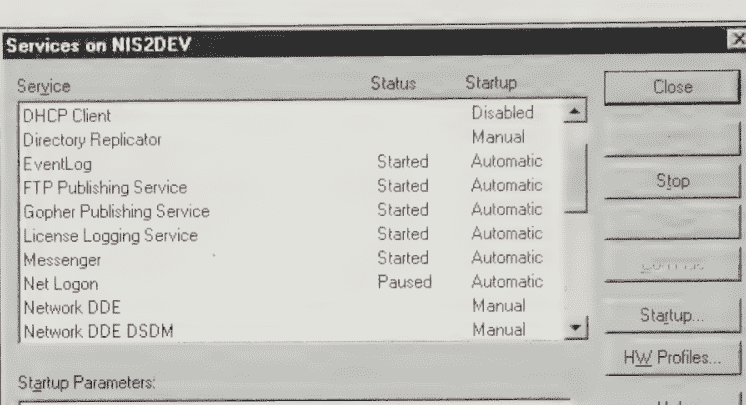 Services on NIS2DEV
Service Status Startup
DHCP Client Disabled
Directory Replicator Manual
EventLog Started Automatic
FTP Publishing Service Started Automatic
Gopher Publishing Service Started Automatic
License Logging Service Started Automatic
Messenger Started Automatic
Net Logon Paused Automatic
Network DDE Manual
Network DDE DSDM Manual
Startup Parameters:
Close
Stop
Startup...
HW Profiles...